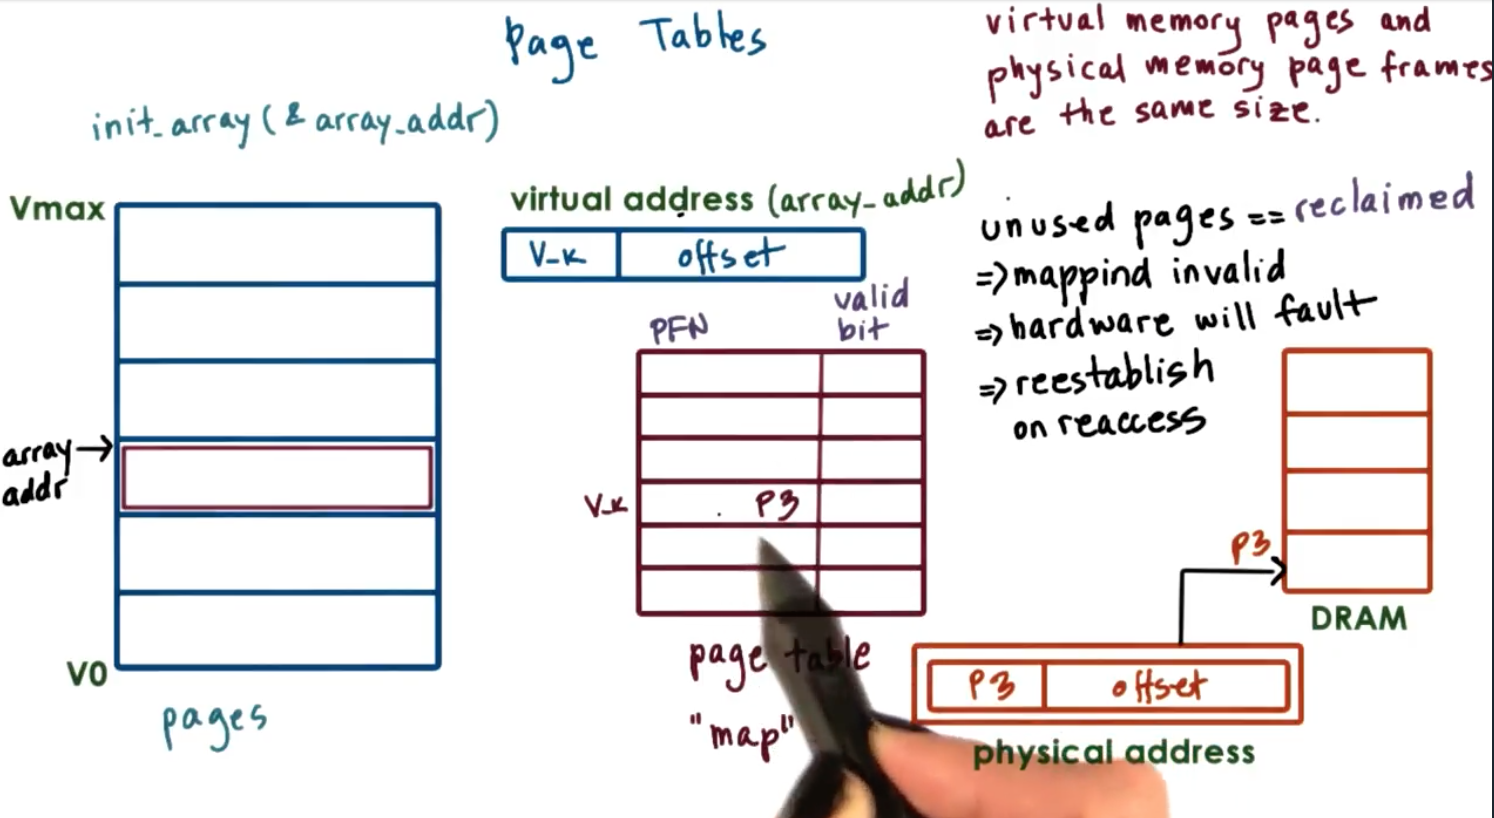 Page Tables
virtual memory pages and
physical memory page frames
are the same size.
init_array (& array_addr)
Vmax
array
addr
V0
pages
virtual address (array_addr)
V_K offset
PFN
valid
bit
V_K P3
page table
"map"
unused pages == reclaimed
=> mappind invalid
=> hardware will fault
=> reestablish
on reaccess
P3
DRAM
P3 offset
physical address